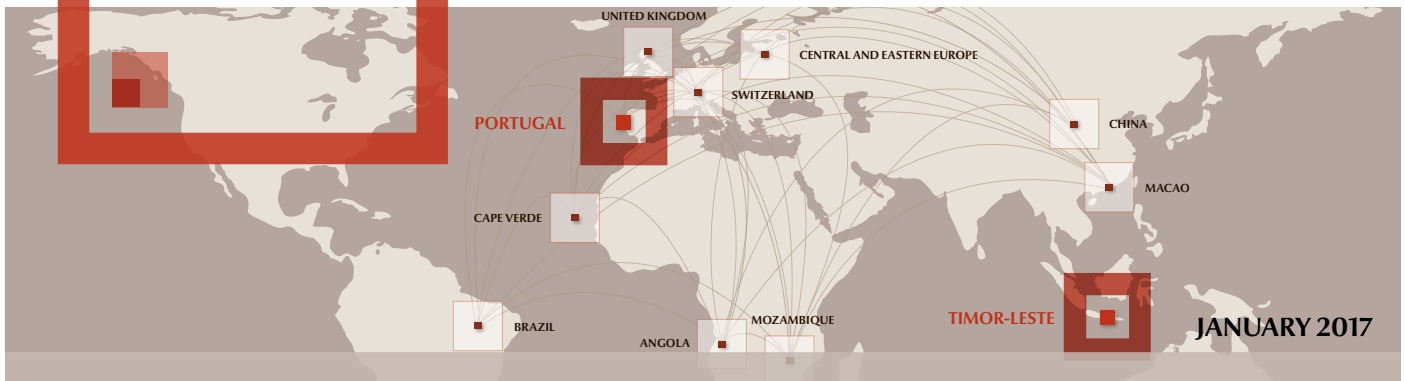 UNITED KINGDOM
CENTRAL AND EASTERN EUROPE
SWITZERLAND
PORTUGAL
CHINA
MACAO
CAPE VERDE
TIMOR-LESTE
MOZAMBIQUE
BRAZIL
JANUARY 2017
ANGOLA